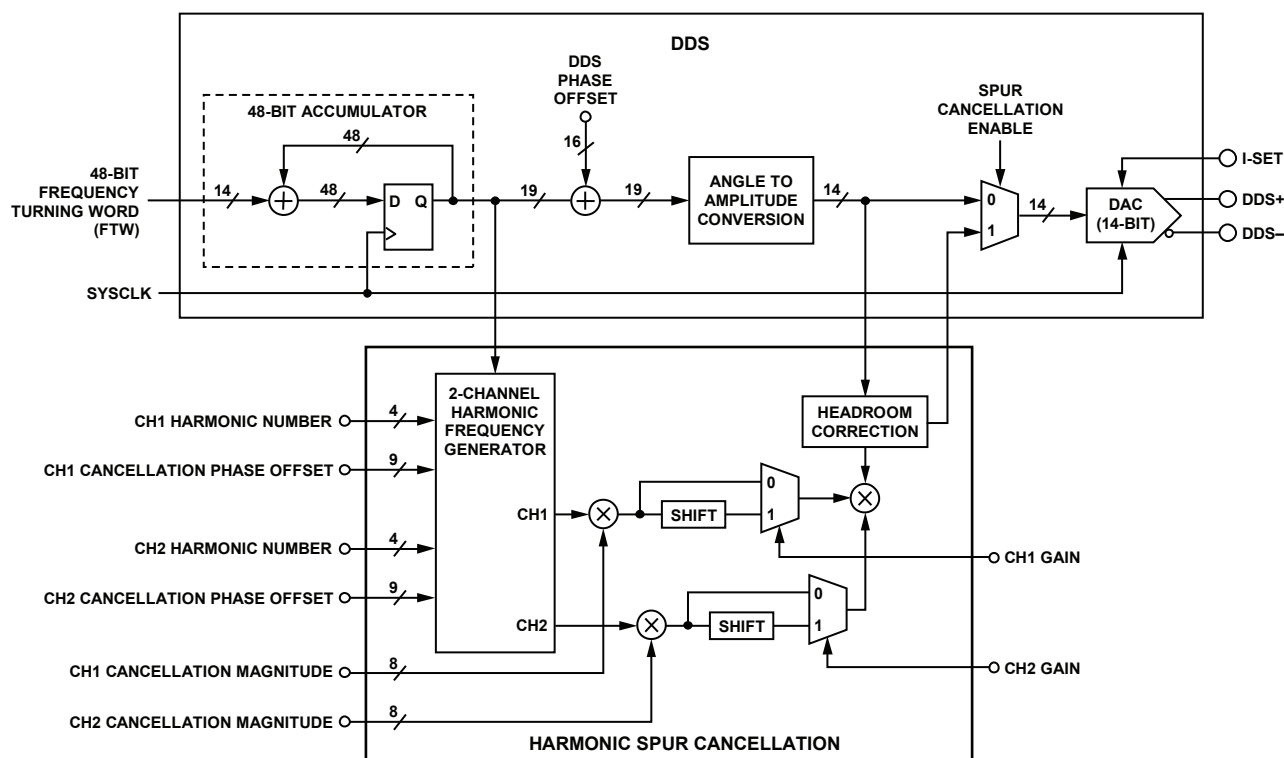 DDS
DDS
PHASE
OFFSET
SPUR
CANCELLATION
ENABLE
48-BIT ACCUMULATOR
48
16
48-BIT
FREQUENCY
TURNING WORD
(FTW)
14
48
D Q
19
19
ANGLE TO
AMPLITUDE
CONVERSION
14
0
1
14
DAC
(14-BIT)
I-SET
DDS+
DDS–
SYSCLK
2-CHANNEL
HARMONIC
FREQUENCY
GENERATOR
HEADROOM
CORRECTION
CH1 HARMONIC NUMBER
4
CH1 CANCELLATION PHASE OFFSET
9
CH1
SHIFT
0
1
CH2 HARMONIC NUMBER
4
CH1 GAIN
CH2 CANCELLATION PHASE OFFSET
9
CH2
SHIFT
0
1
CH1 CANCELLATION MAGNITUDE
8
CH2 GAIN
CH2 CANCELLATION MAGNITUDE
8
HARMONIC SPUR CANCELLATION